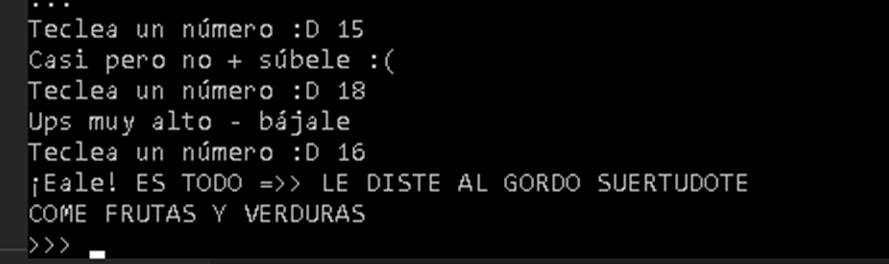 ...
Teclea un número :D 15
Casi pero no + súbele :(
Teclea un número :D 18
Ups muy alto - bájale
Teclea un número :D 16
¡Eale! ES TODO =>> LE DISTE AL GORDO SUERTUDOTE
COME FRUTAS Y VERDURAS
>>>